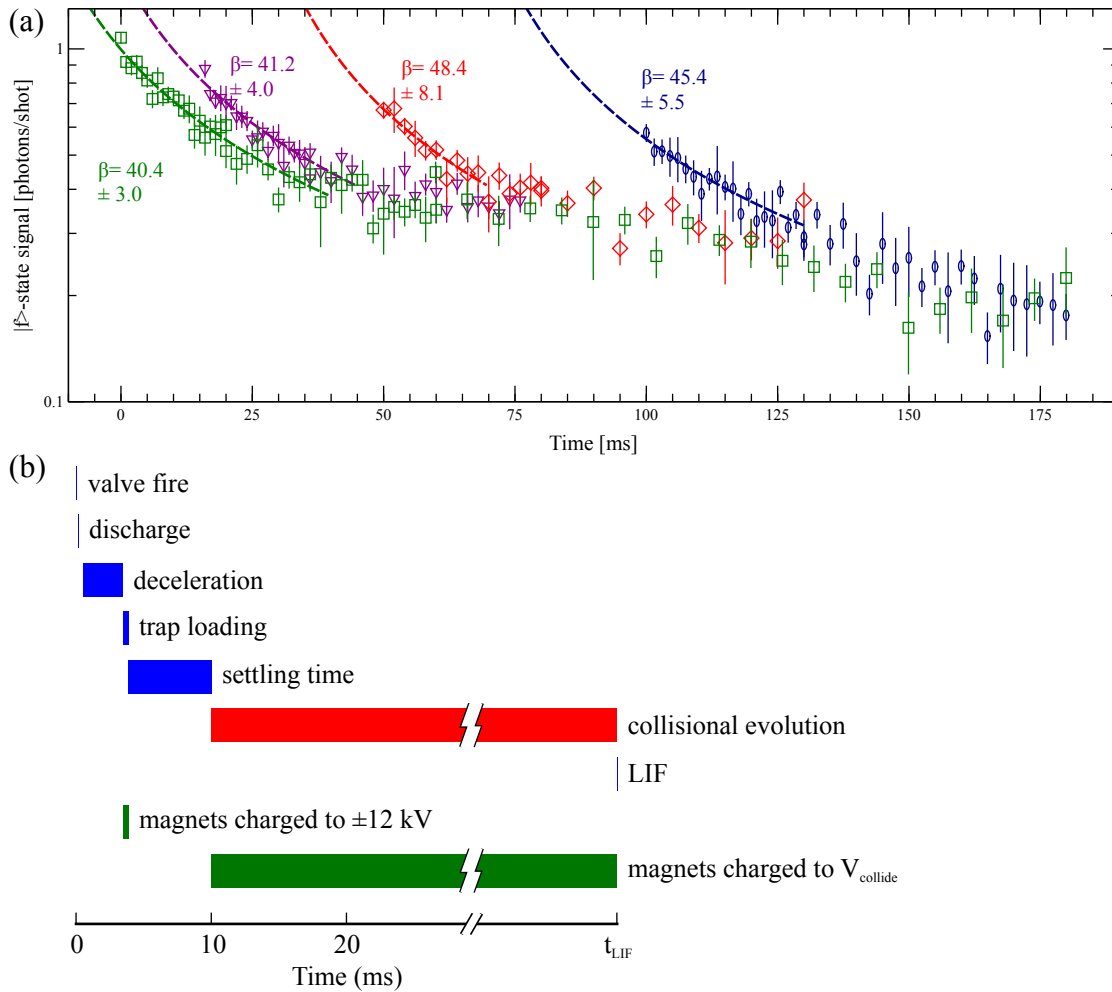 (a)
1
0.1
|f>-state signal [photons/shot]
β= 40.4
± 3.0
β= 41.2
± 4.0
β= 48.4
± 8.1
β= 45.4
± 5.5
0 25 50 75 100 125 150 175
Time [ms]
(b)
valve fire
discharge
deceleration
trap loading
settling time
collisional evolution
LIF
magnets charged to ±12 kV
magnets charged to Vcollide
0 10 20 tLIF
Time (ms)